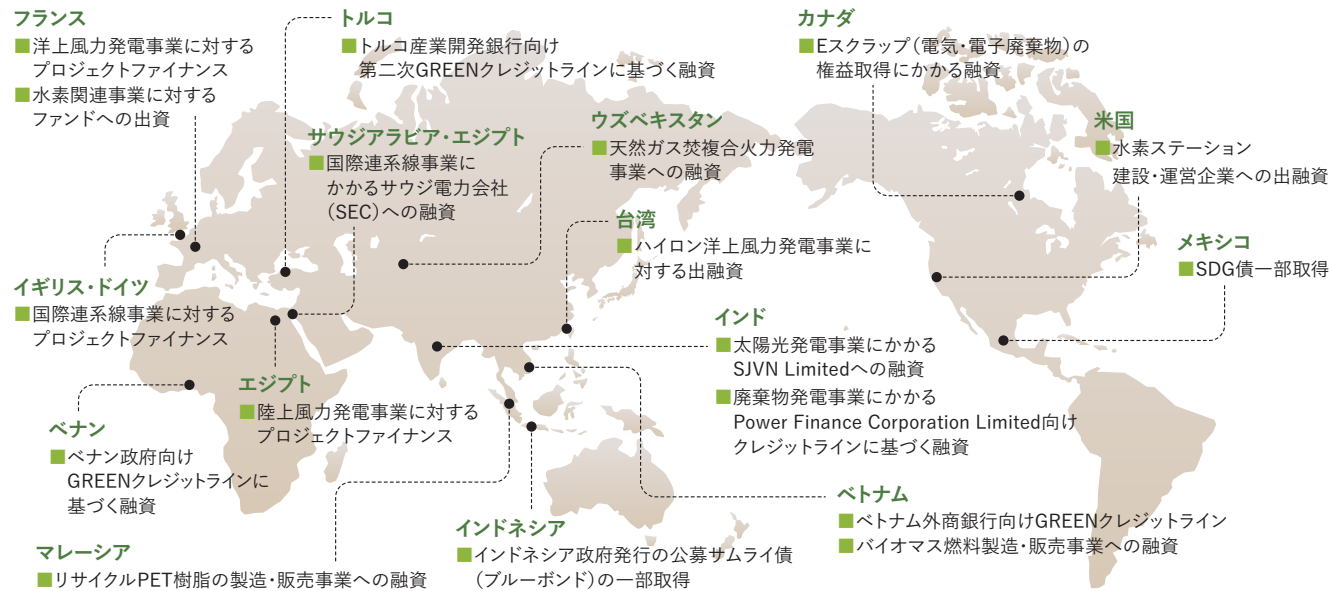 フランス
■洋上風力発電事業に対する
プロジェクトファイナンス
■水素関連事業に対する
ファンドへの出資
トルコ
■トルコ産業開発銀行向け
第二次GREENクレジットラインに基づく融資
カナダ
■Eスクラップ（電気・電子廃棄物）の
権益取得にかかる融資
サウジアラビア・エジプト
■国際連系線事業に
かかるサウジ電力会社
（SEC）への融資
ウズベキスタン
■天然ガス焚複合火力発電
事業への融資
米国
■水素ステーション
建設・運営企業への出融資
台湾
■ハイロン洋上風力発電事業に
対する出融資
メキシコ
■SDG債一部取得
イギリス・ドイツ
■国際連系線事業に対する
プロジェクトファイナンス
インド
■太陽光発電事業にかかる
SJVN Limitedへの融資
■廃棄物発電事業にかかる
Power Finance Corporation Limited向け
クレジットラインに基づく融資
エジプト
■陸上風力発電事業に対する
プロジェクトファイナンス
ベナン
■ベナン政府向け
GREENクレジットラインに
基づく融資
ベトナム
■ベトナム外商銀行向けGREENクレジットライン
■バイオマス燃料製造・販売事業への融資
インドネシア
■インドネシア政府発行の公募サムライ債
（ブルーボンド）の一部取得
マレーシア
■リサイクルPET樹脂の製造・販売事業への融資